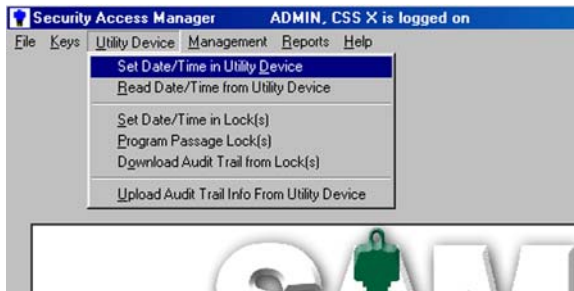 Security Access Manager ADMIN, CSS X is logged on
File Keys Utility Device Management Reports Help
Set Date/Time in Utility Device
Read Date/Time from Utility Device
Set Date/Time in Lock(s)
Program Passage Lock(s)
Download Audit Trail from Lock(s)
Upload Audit Trail Info From Utility Device
SAM